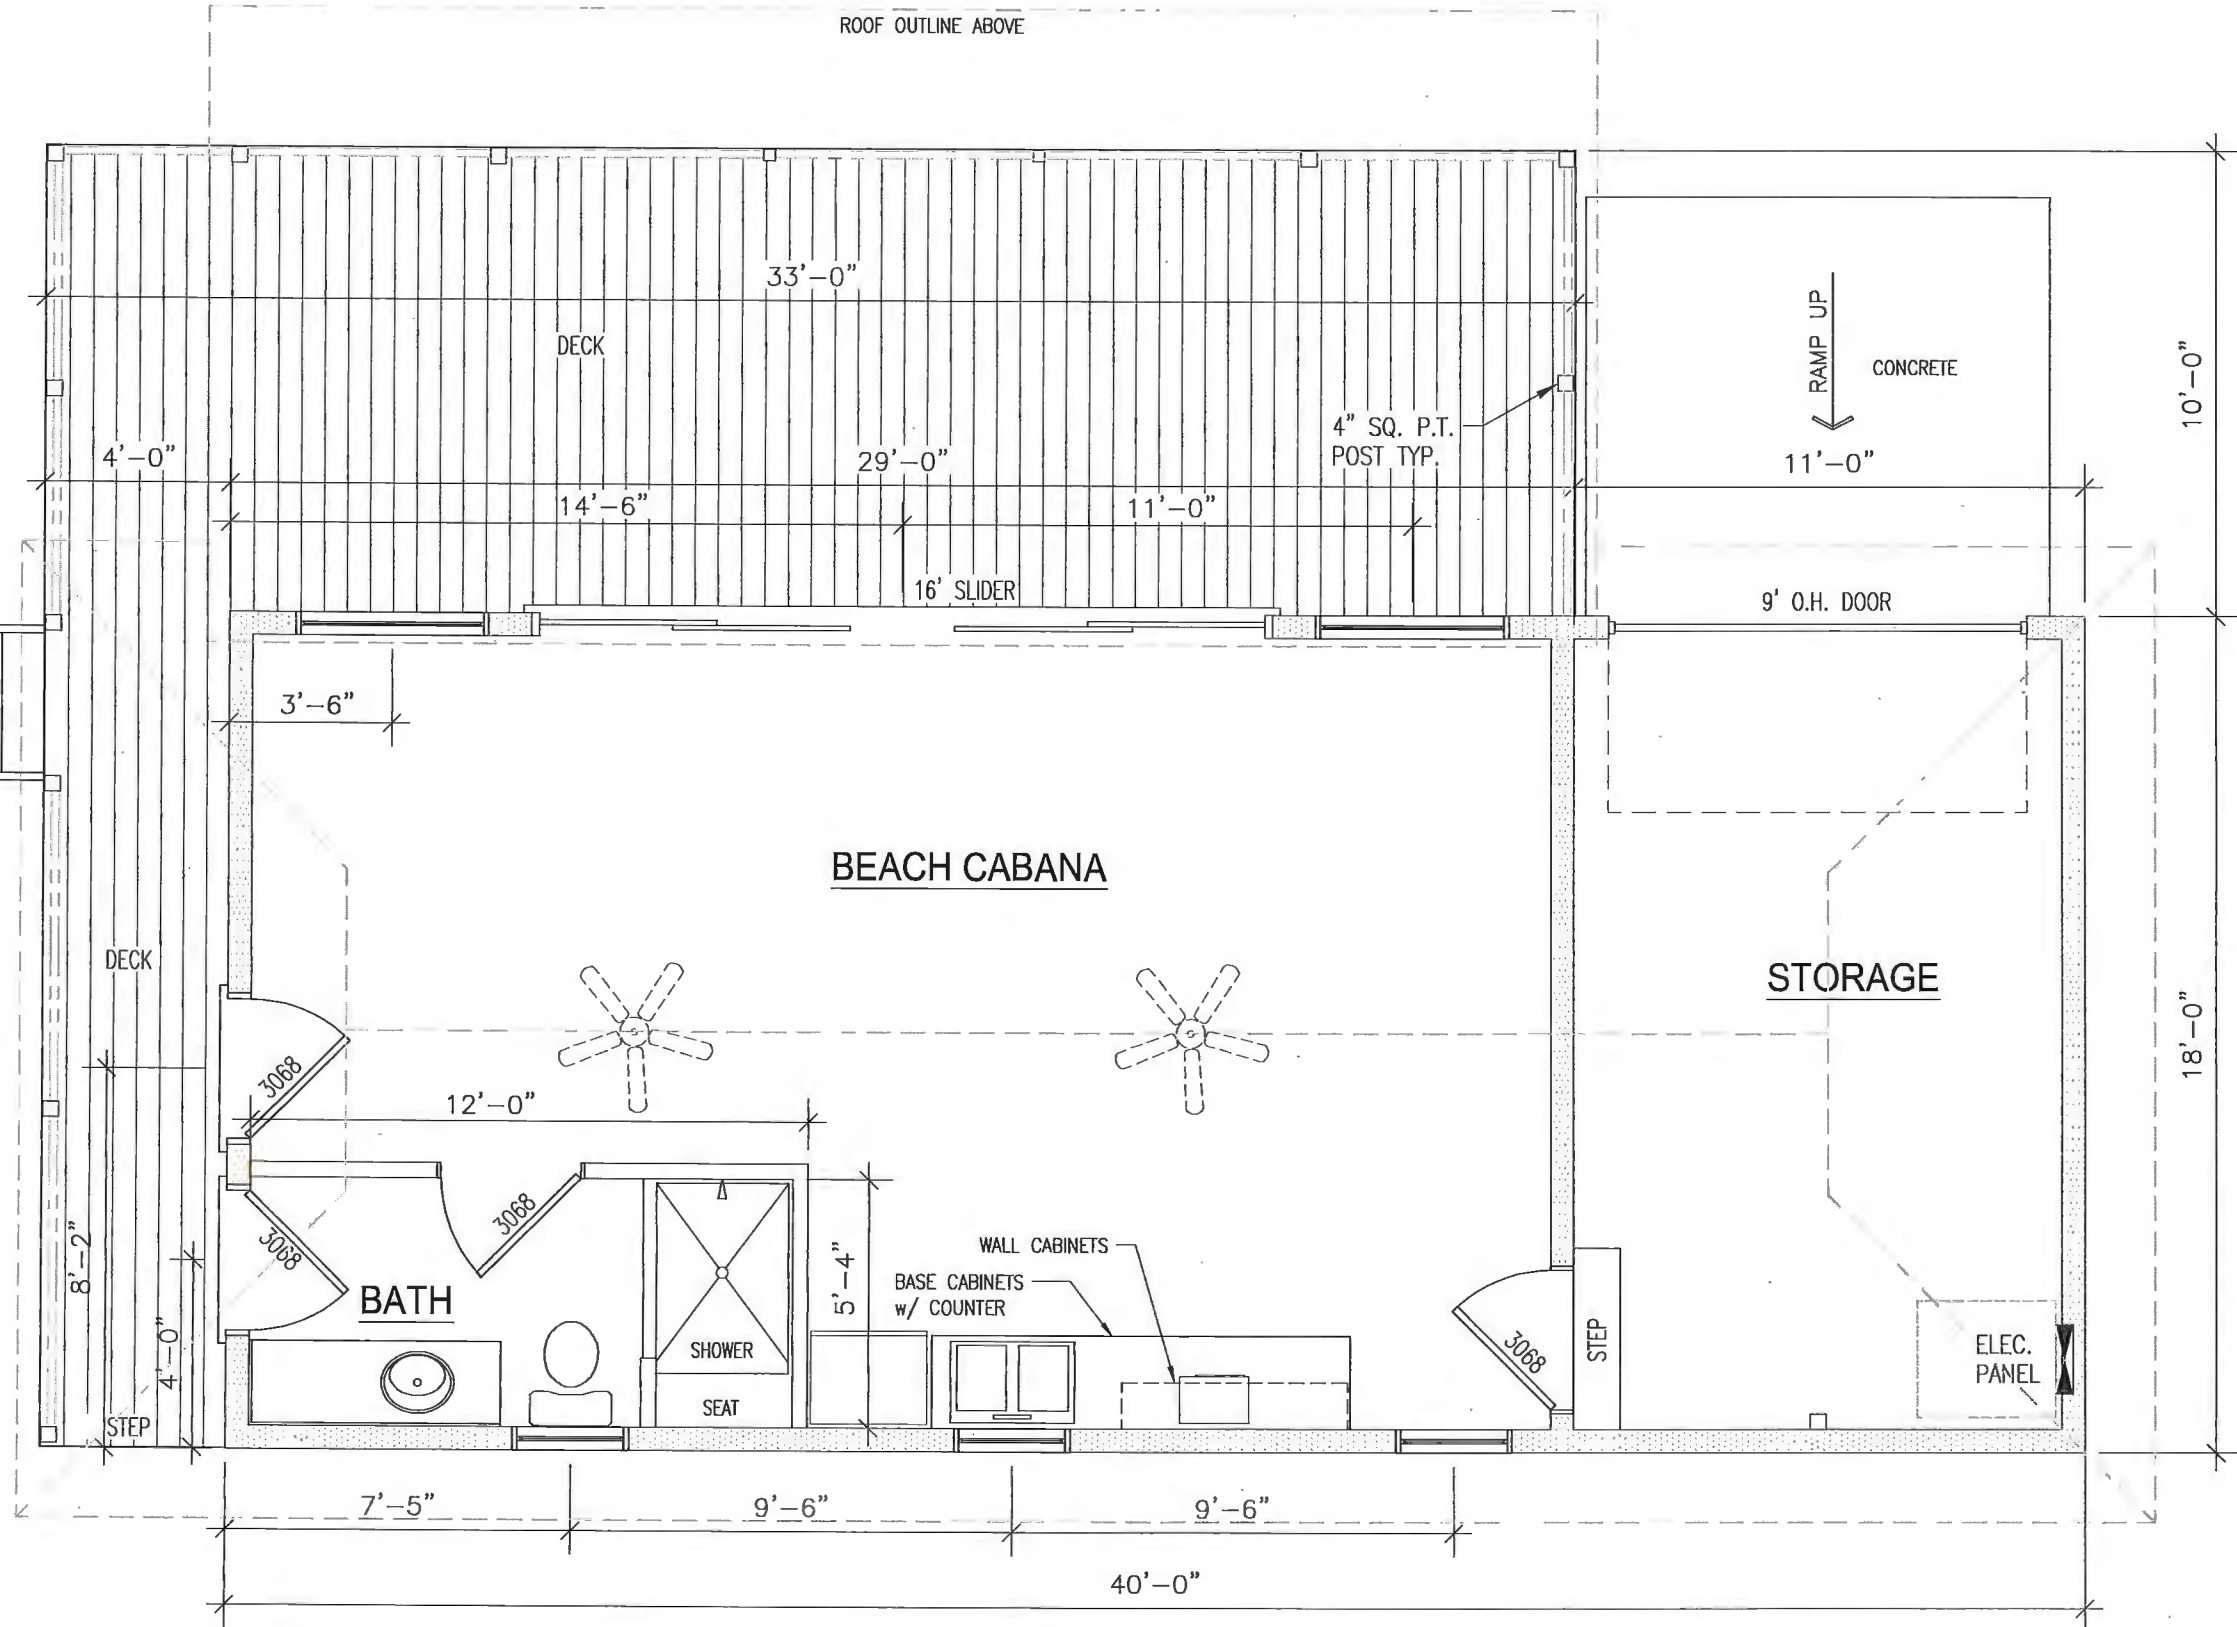 ROOF OUTLINE ABOVE
33'-0"
DECK
RAMP UP
CONCRETE
10'-0"
4" SQ. P.T.
POST TYP.
4'-0"
29'-0"
11'-0"
14'-6"
11'-0"
16' SLIDER
9' O.H. DOOR
3'-6"
BEACH CABANA
DECK
STORAGE
18'-0"
3068
12'-0"
3068
3068
8'-2"
4'-0"
BATH
5'-4"
WALL CABINETS
BASE CABINETS
w/ COUNTER
SHOWER
SEAT
3068
STEP
ELEC.
PANEL
STEP
7'-5"
9'-6"
9'-6"
40'-0"